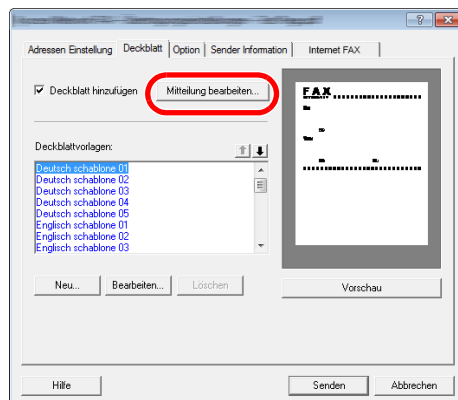 Adressen Einstellung Deckblatt Option Sender Information Internet FAX
Deckblatt hinzufügen Mitteilung bearbeiten...
FAX
Deckblattvorlagen:
Deutsch schablone 01
Deutsch schablone 02
Deutsch schablone 03
Deutsch schablone 04
Deutsch schablone 05
Englisch schablone 01
Englisch schablone 02
Englisch schablone 03
Neu... Bearbeiten... Löschen Vorschau
Hilfe Senden Abbrechen